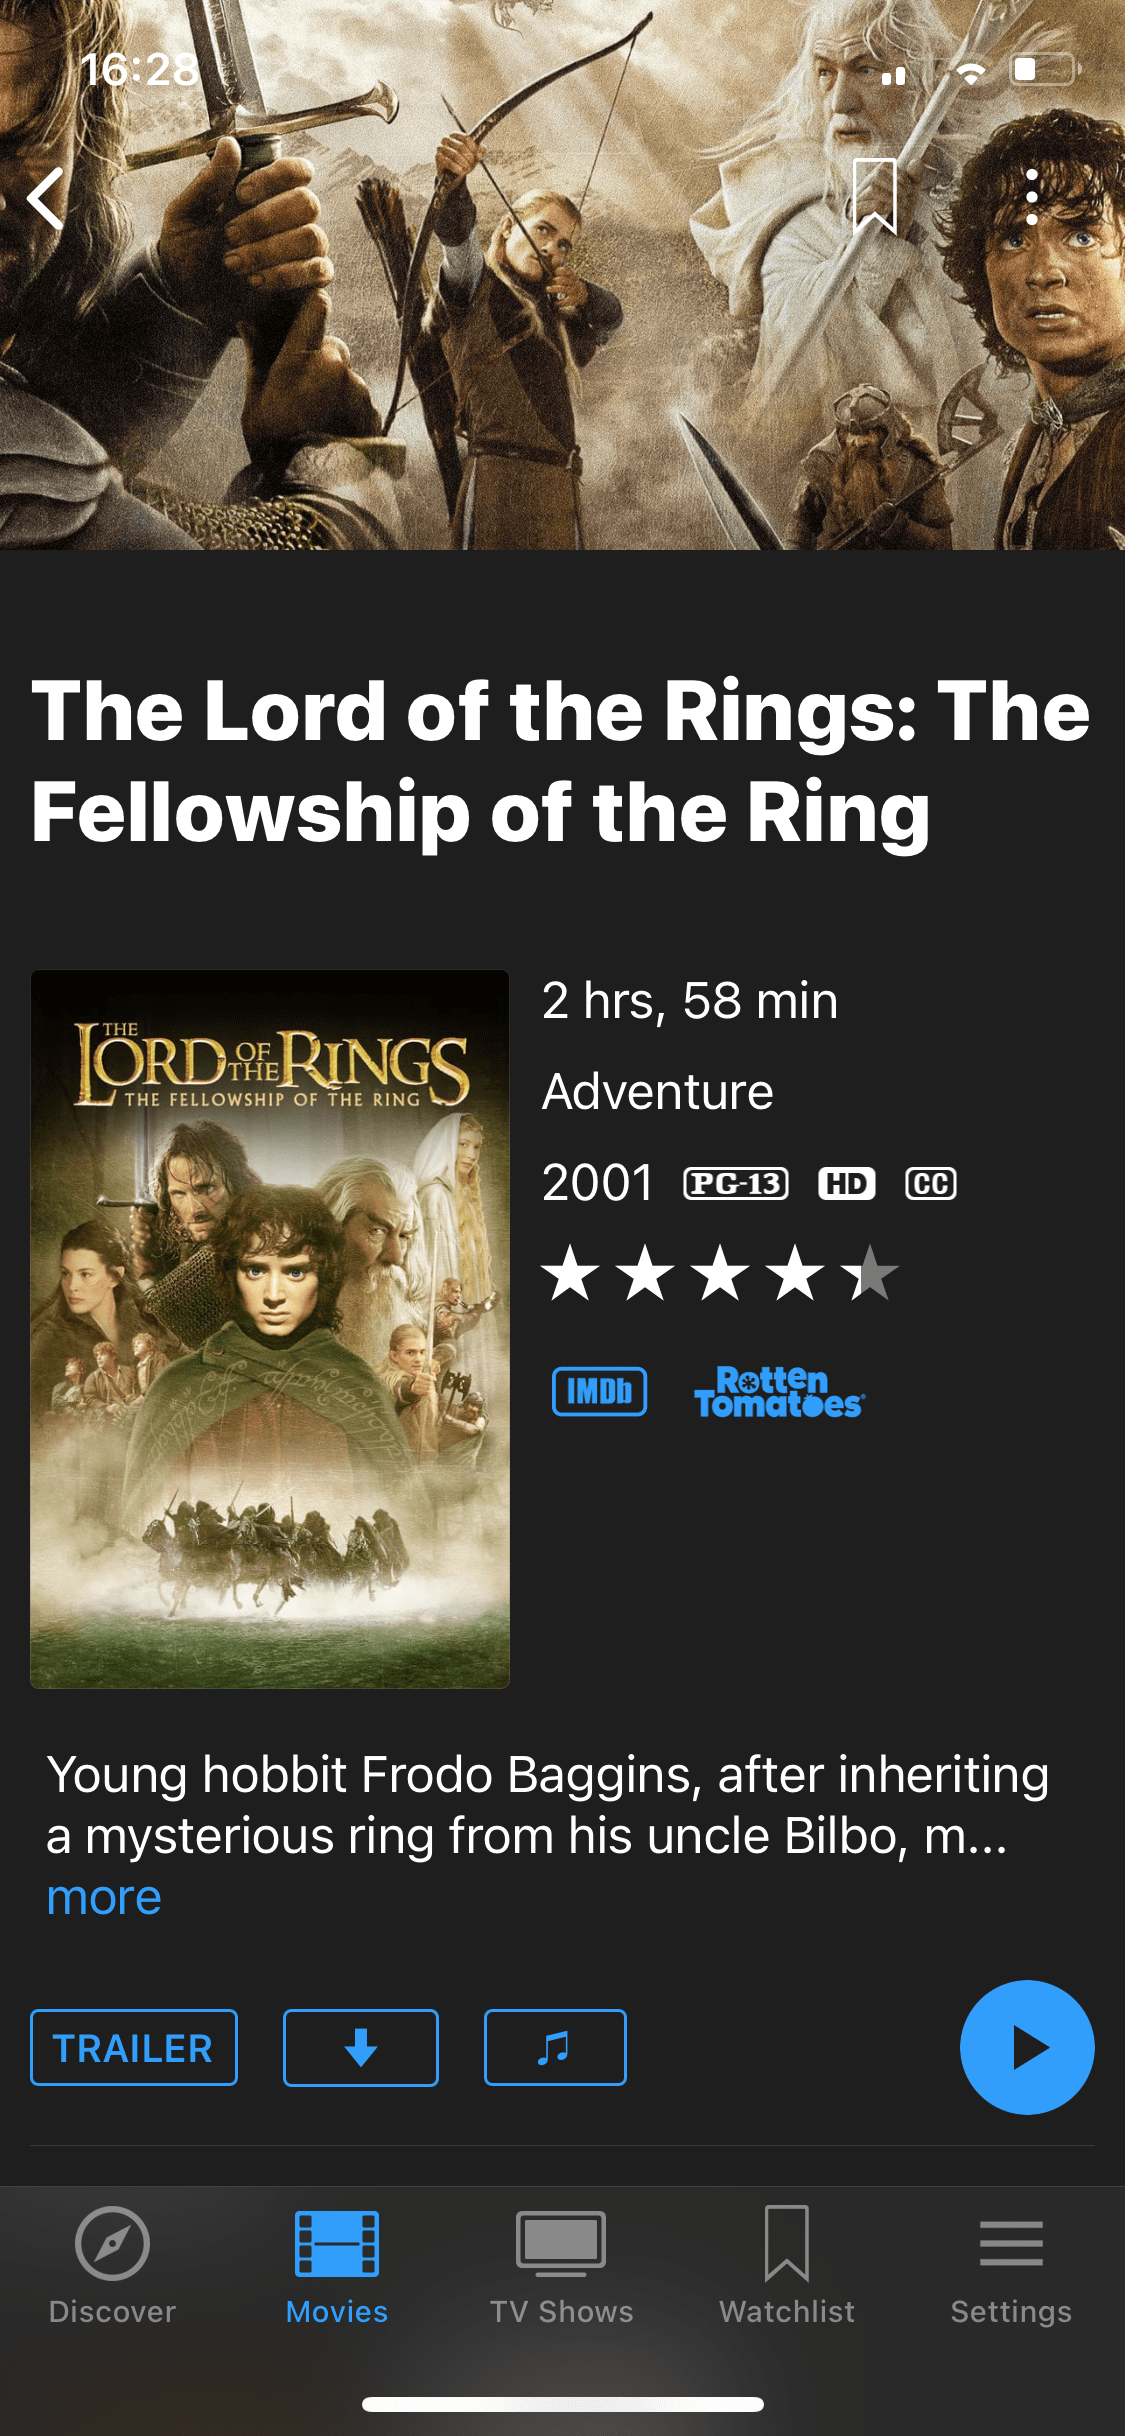 16:28
The Lord of the Rings: The
Fellowship of the Ring
THE
LORD OF THE RINGS
THE FELLOWSHIP OF THE RING
2 hrs, 58 min
Adventure
2001 PG-13 HD CC
IMDb Rotten Tomatoes
Young hobbit Frodo Baggins, after inheriting
a mysterious ring from his uncle Bilbo, m...
more
TRAILER
Discover Movies TV Shows Watchlist Settings